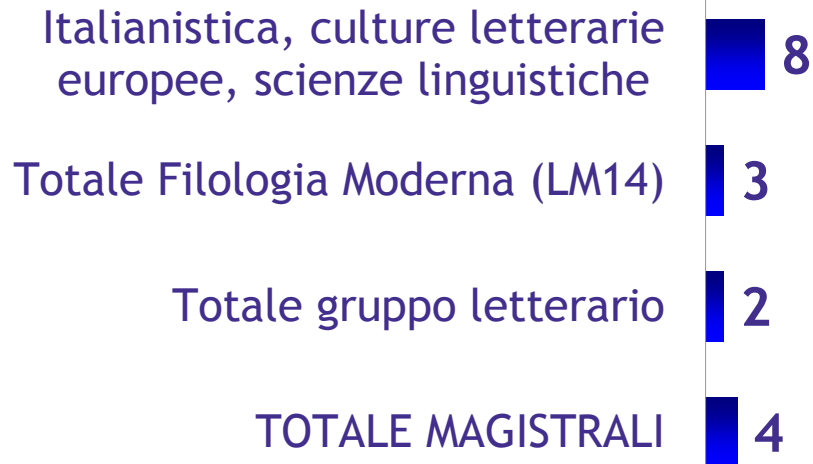 Italianistica, culture letterarie
europee, scienze linguistiche
8
Totale Filologia Moderna (LM14)
3
Totale gruppo letterario
2
TOTALE MAGISTRALI
4